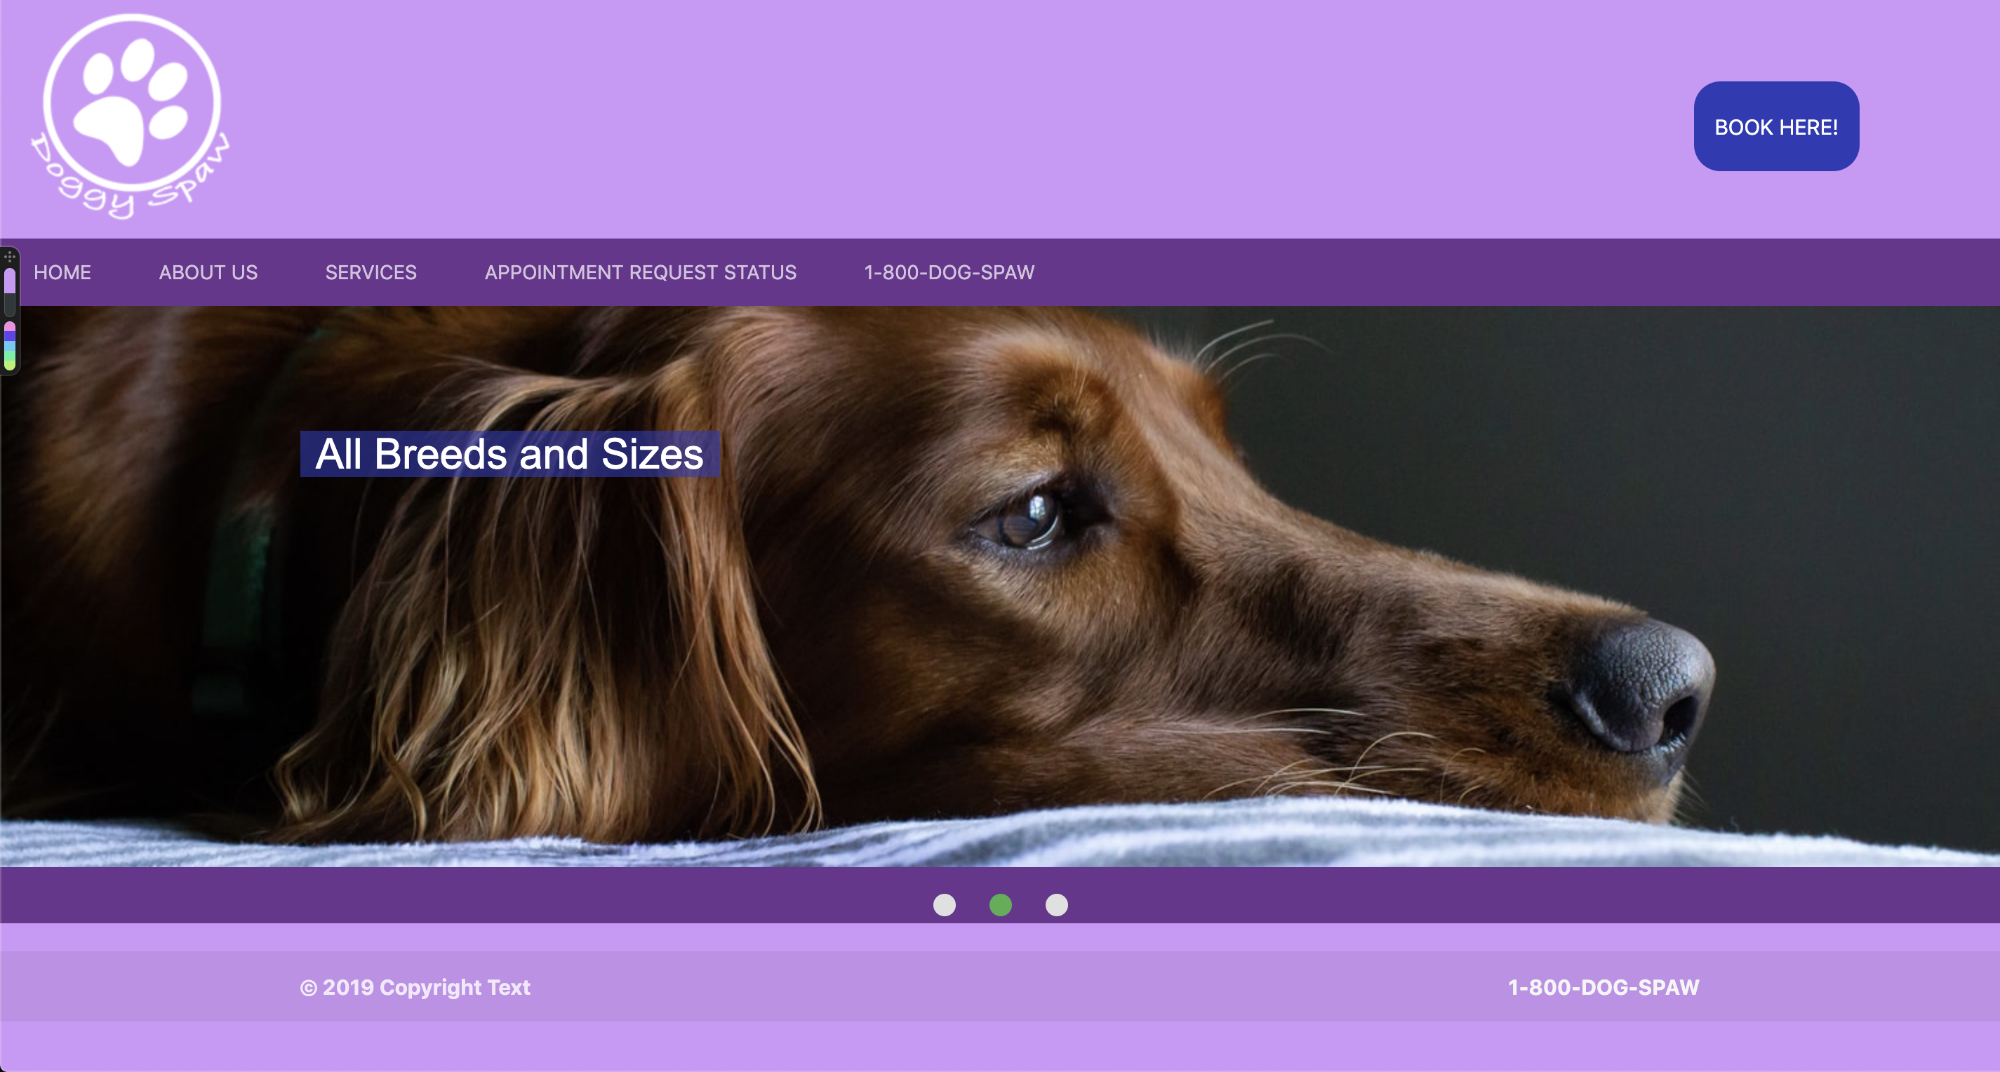 Doggy Spaw
BOOK HERE!
HOME
ABOUT US
SERVICES
APPOINTMENT REQUEST STATUS
1-800-DOG-SPAW
All Breeds and Sizes
© 2019 Copyright Text
1-800-DOG-SPAW